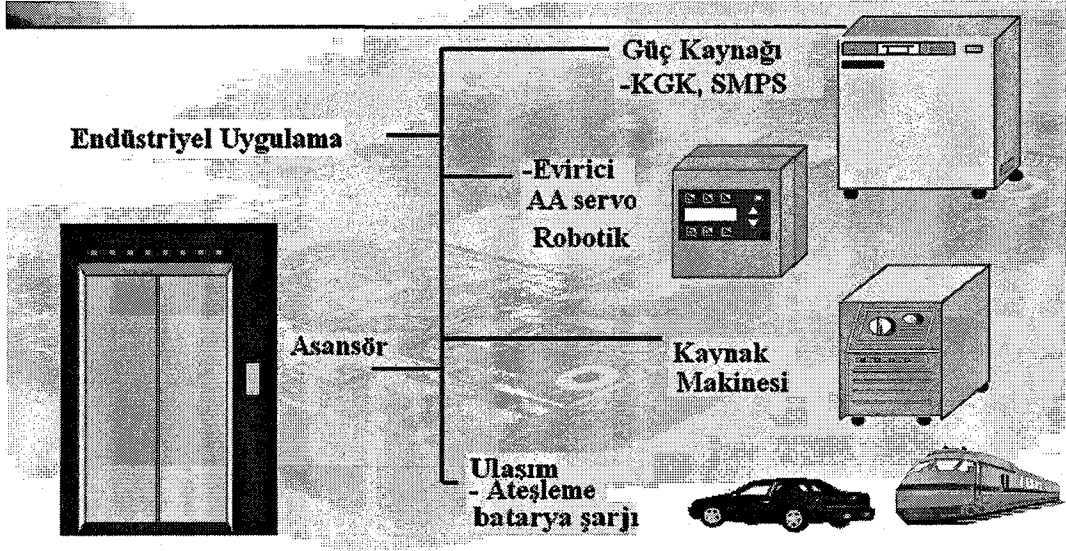 Güç Kaynağı
-KGK, SMPS
Endüstriyel Uygulama
-Evirici
AA servo
Robotik
Asansör
Kaynak
Makinesi
Ulaşım
- Ateşleme
batarya şarjı